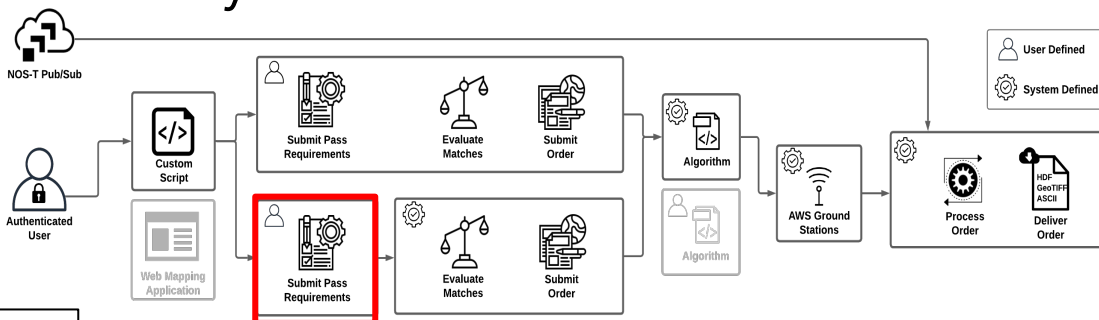 y
NOS-T Pub/Sub
User Defined
System Defined
Authenticated
User
</>
Custom
Script
Web Mapping
Application
Submit Pass
Requirements
Evaluate
Matches
Submit
Order
Submit Pass
Requirements
Evaluate
Matches
Submit
Order
</>
Algorithm
</>
Algorithm
AWS Ground
Stations
Process
Order
HDF
GeoTIFF
ASCII
Deliver
Order